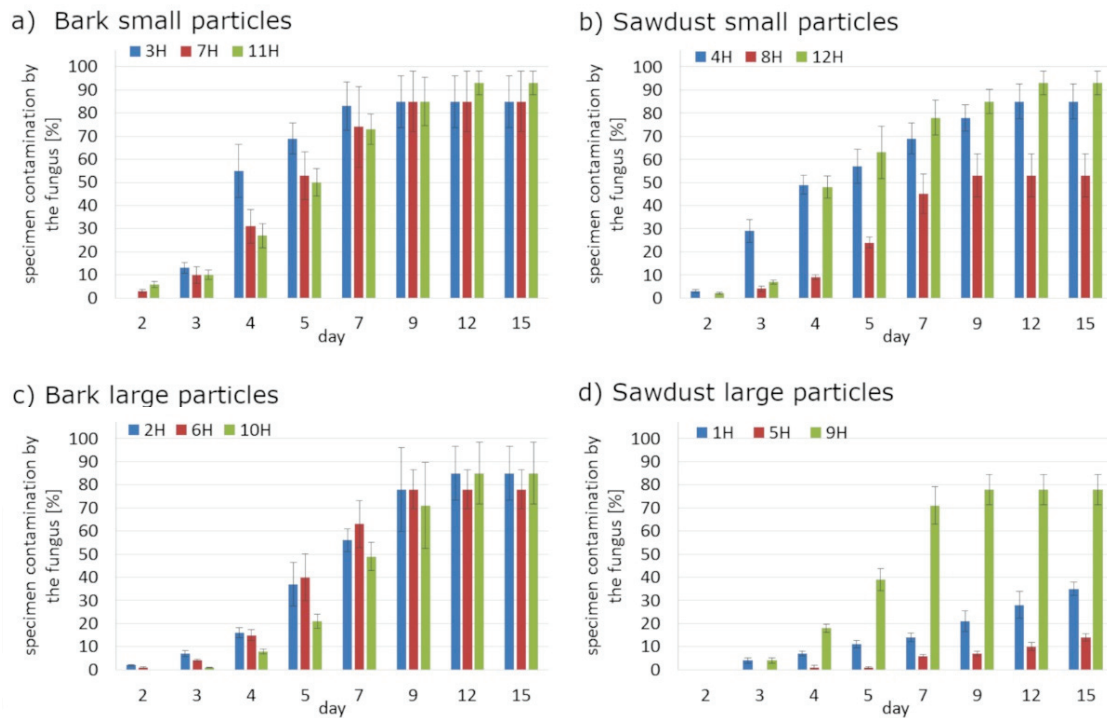 a) Bark small particles
3H 7H 11H
specimen contamination by
the fungus [%]
100
90
80
70
60
50
40
30
20
10
0
2 3 4 5 7 9 12 15
day
b) Sawdust small particles
4H 8H 12H
specimen contamination by
the fungus [%]
100
90
80
70
60
50
40
30
20
10
0
2 3 4 5 7 9 12 15
day
c) Bark large particles
2H 6H 10H
specimen contamination by
the fungus [%]
100
90
80
70
60
50
40
30
20
10
0
2 3 4 5 7 9 12 15
day
d) Sawdust large particles
1H 5H 9H
specimen contamination by
the fungus [%]
100
90
80
70
60
50
40
30
20
10
0
2 3 4 5 7 9 12 15
day